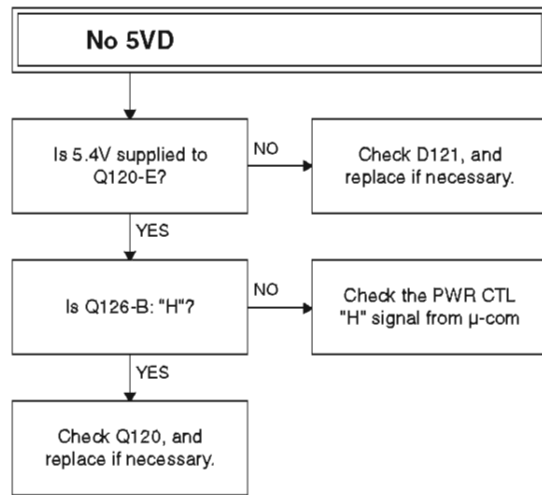 No 5VD
Is 5.4V supplied to
Q120-E?
NO
Check D121, and
replace if necessary.
YES
Is Q126-B: "H"?
NO
Check the PWR CTL
"H" signal from µ-com
YES
Check Q120, and
replace if necessary.